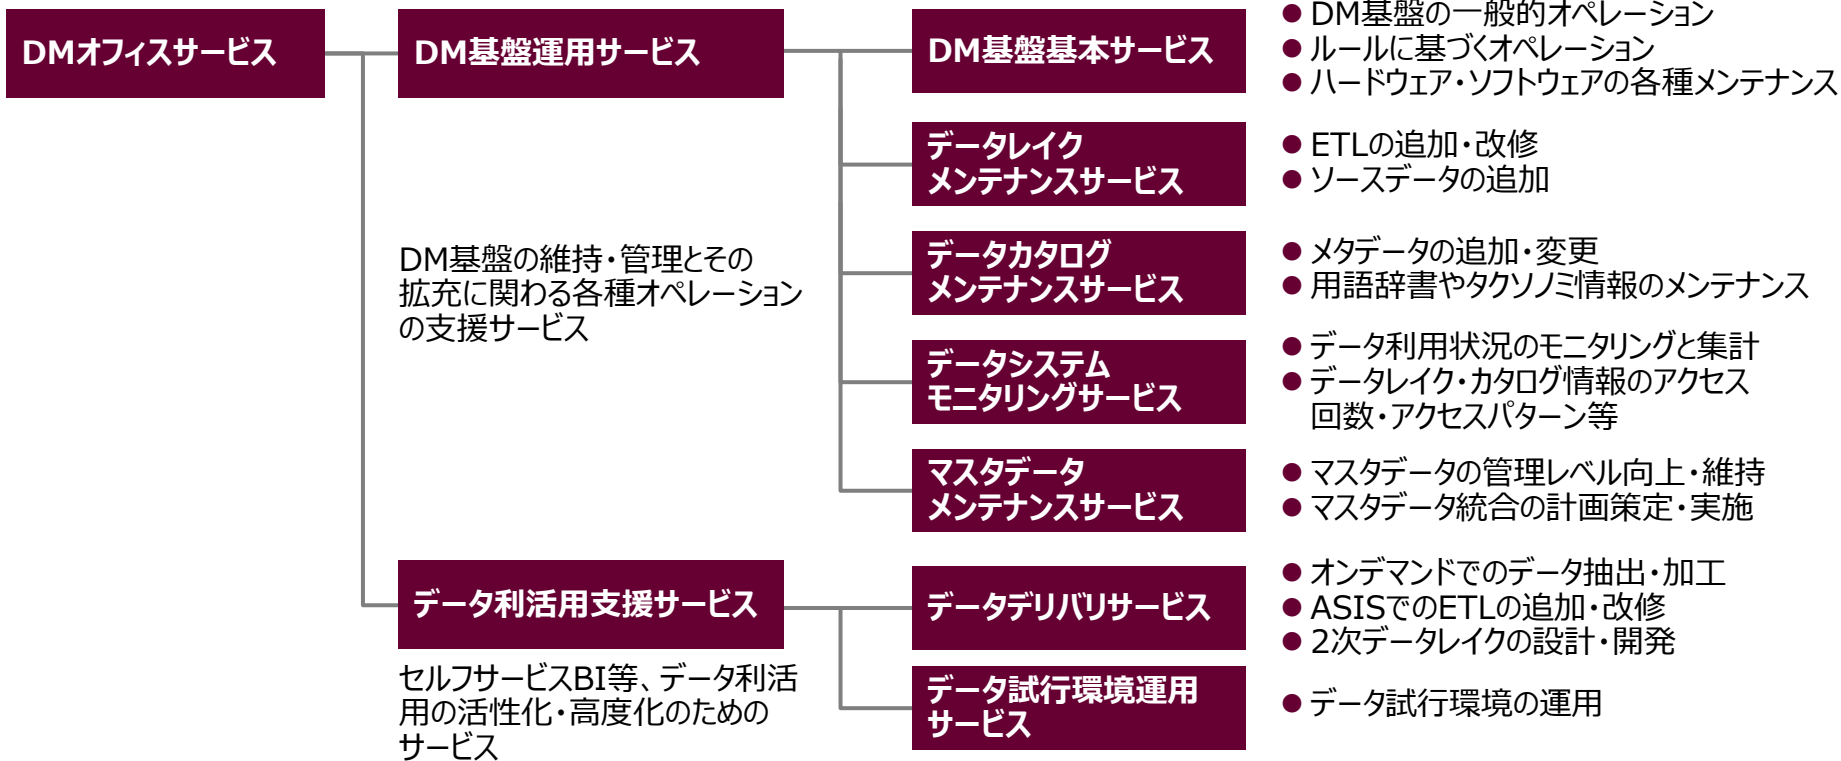 DMオフィスサービス
DM基盤運用サービス
DM基盤の維持・管理とその
拡充に関わる各種オペレーション
の支援サービス
DM基盤基本サービス
● DM基盤の一般的オペレーション
● ルールに基づくオペレーション
● ハードウェア・ソフトウェアの各種メンテナンス
データレイク
メンテナンスサービス
● ETLの追加・改修
● ソースデータの追加
データカタログ
メンテナンスサービス
● メタデータの追加・変更
● 用語辞書やタクソノミ情報のメンテナンス
データシステム
モニタリングサービス
● データ利用状況のモニタリングと集計
● データレイク・カタログ情報のアクセス
回数・アクセスパターン等
マスタデータ
メンテナンスサービス
● マスタデータの管理レベル向上・維持
● マスタデータ統合の計画策定・実施
データ利活用支援サービス
セルフサービスBI等、データ利活
用の活性化・高度化のための
サービス
データデリバリサービス
● オンデマンドでのデータ抽出・加工
● ASISでのETLの追加・改修
● 2次データレイクの設計・開発
データ試行環境運用
サービス
● データ試行環境の運用